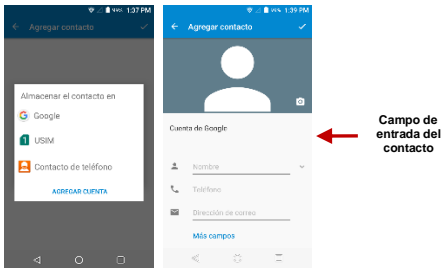 49% 1:37 PM
Agregar contacto
Almacenar el contacto en
Google
USIM
Contacto de teléfono
AGREGAR CUENTA
1:39 PM
Agregar contacto
Cuenta de Google
Nombre
Teléfono
Dirección de correo
Más campos
Campo de
entrada del
contacto